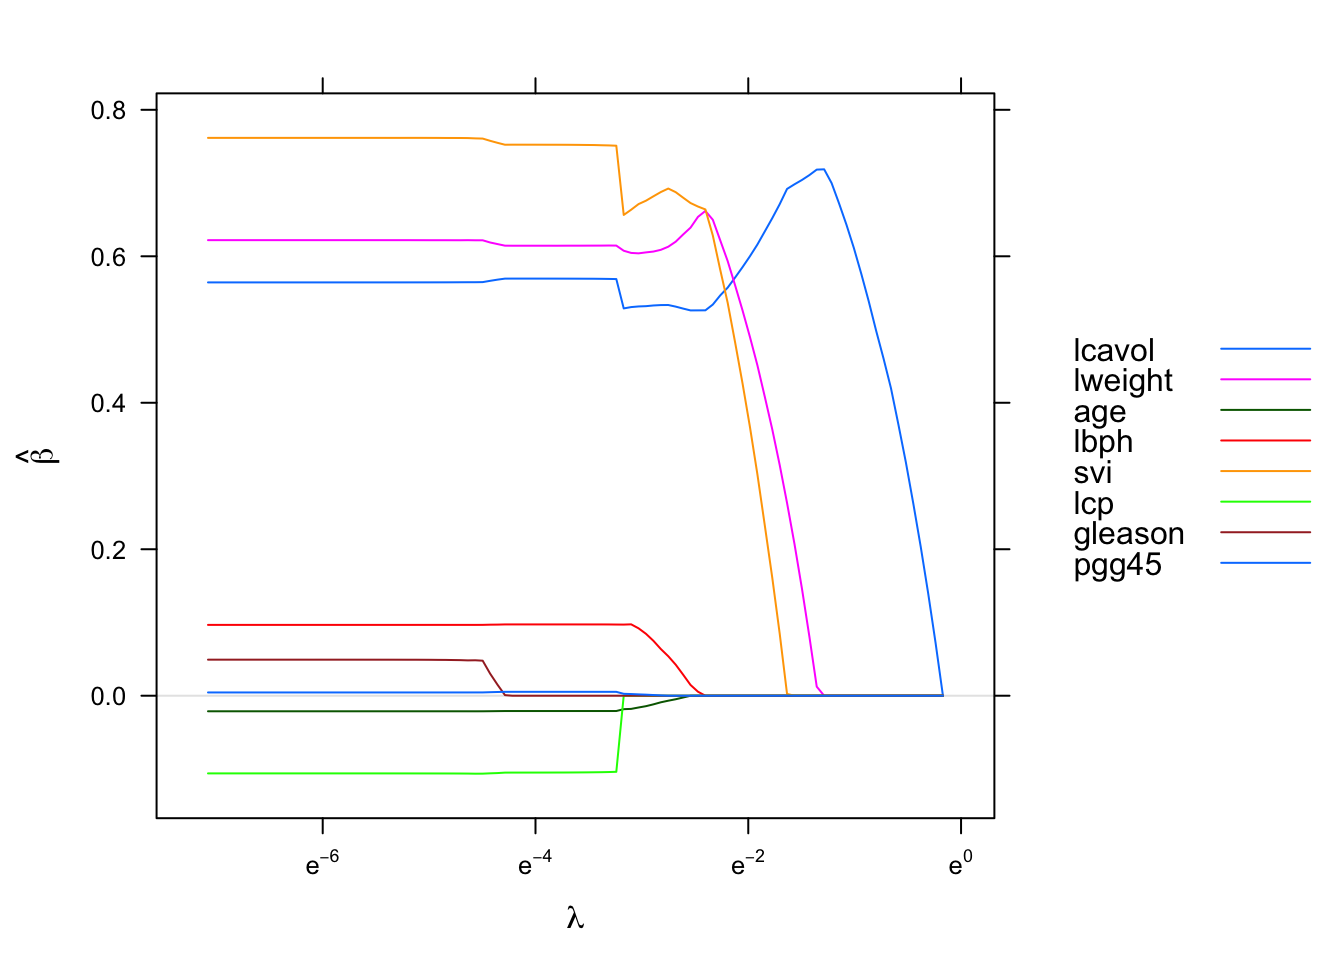 0.8
0.6
0.4
0.2
0.0
β̂
e⁻⁶ e⁻⁴ e⁻² e⁰
λ
lcavol
lweight
age
lbph
svi
lcp
gleason
pgg45